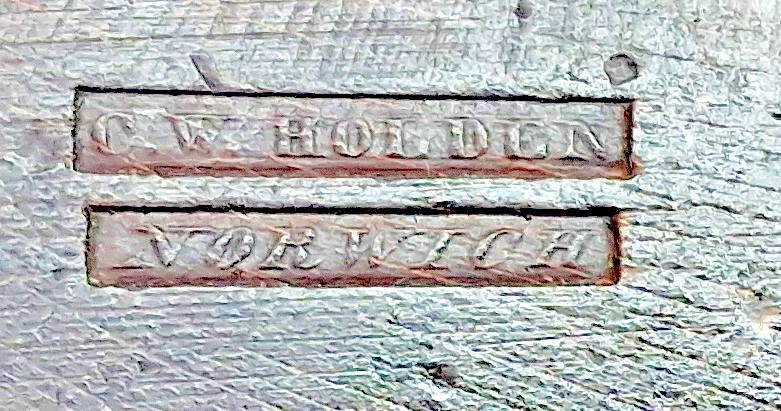 C. W. HOLDEN
NORWICH